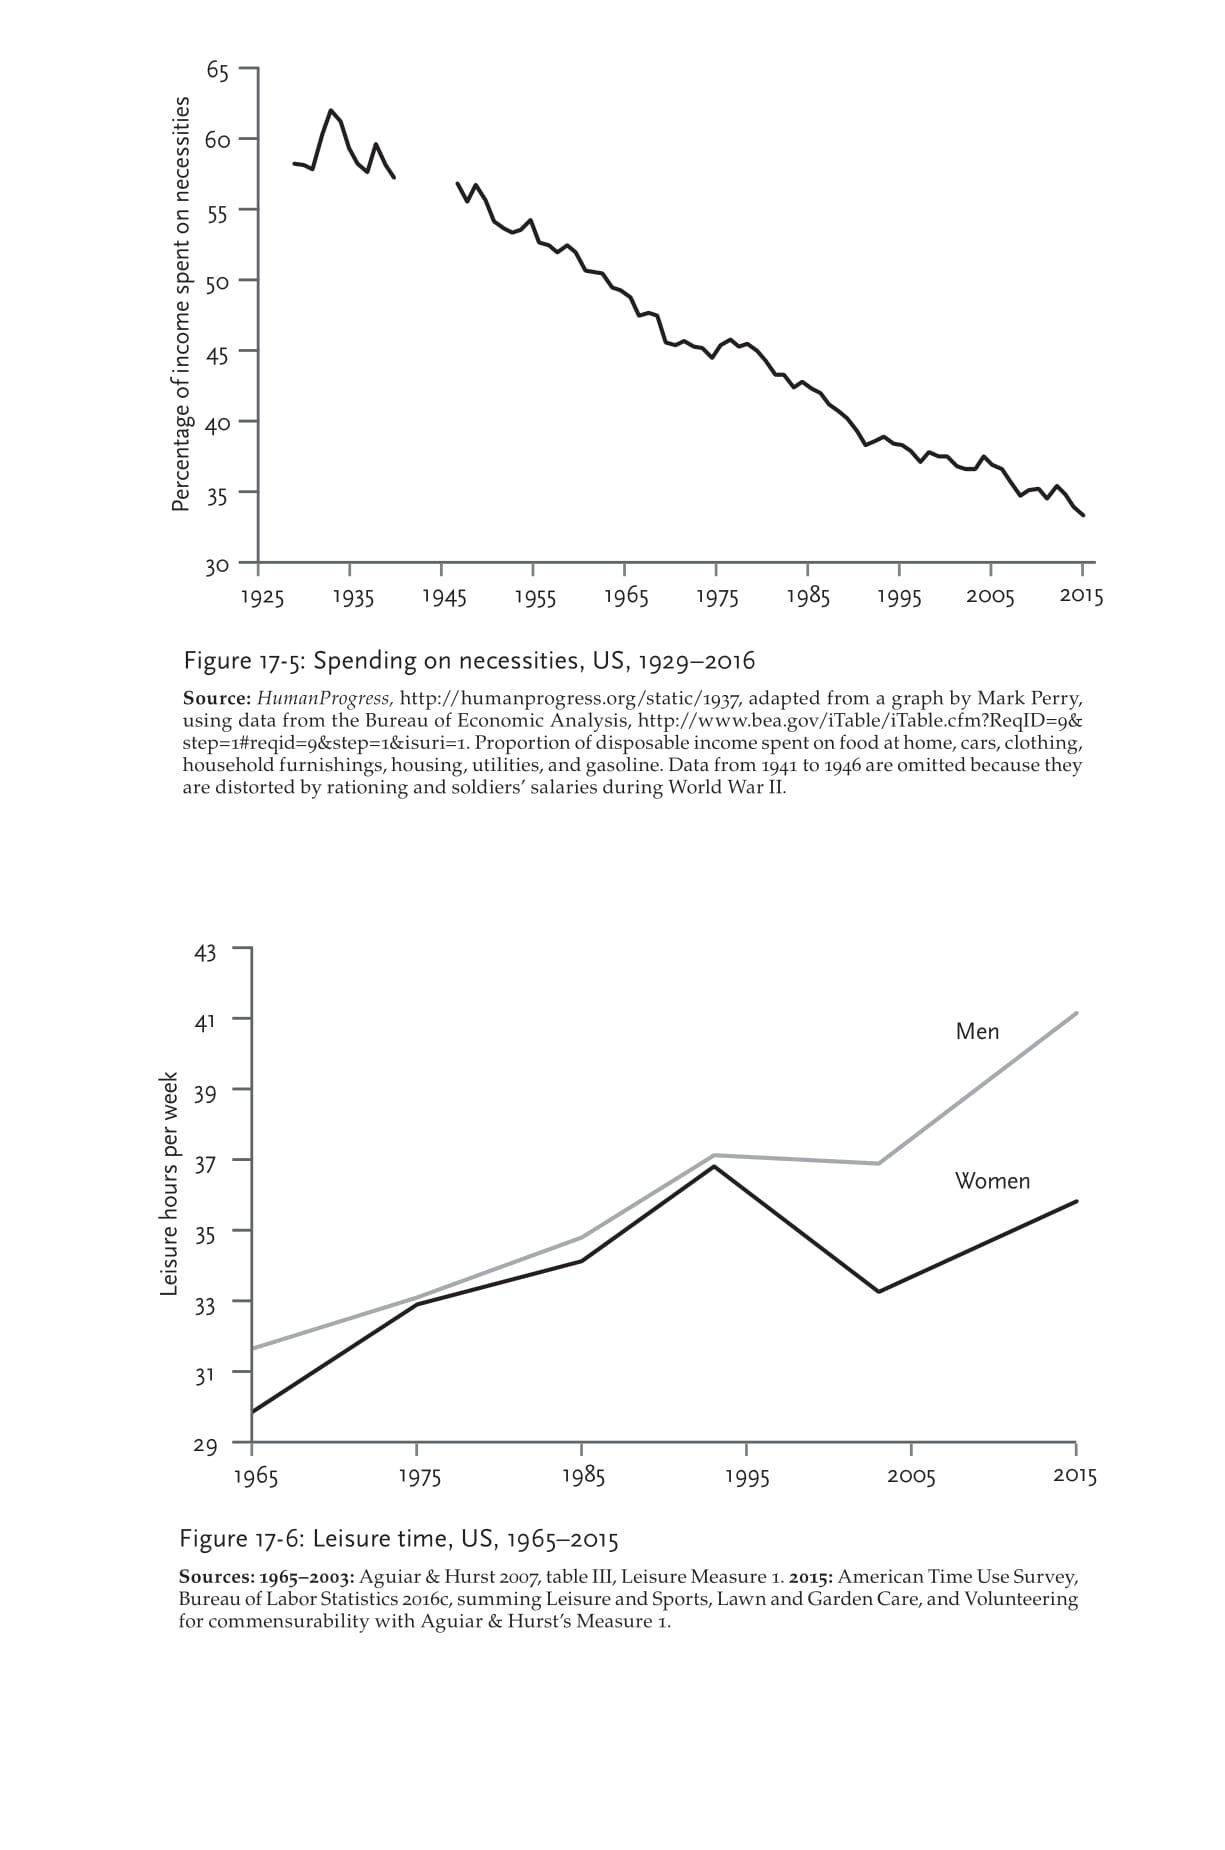 65
60
55
50
45
40
35
30
Percentage of income spent on necessities
1925 1935 1945 1955 1965 1975 1985 1995 2005 2015
Figure 17-5: Spending on necessities, US, 1929–2016
Source: HumanProgress, http://humanprogress.org/static/1937, adapted from a graph by Mark Perry,
using data from the Bureau of Economic Analysis, http://www.bea.gov/iTable/iTable.cfm?ReqID=9&
step=1#reqid=9&step=1&isuri=1. Proportion of disposable income spent on food at home, cars, clothing,
household furnishings, housing, utilities, and gasoline. Data from 1941 to 1946 are omitted because they
are distorted by rationing and soldiers’ salaries during World War II.
43
41
39
37
35
33
31
29
Leisure hours per week
Men
Women
1965 1975 1985 1995 2005 2015
Figure 17-6: Leisure time, US, 1965–2015
Sources: 1965–2003: Aguiar & Hurst 2007, table III, Leisure Measure 1. 2015: American Time Use Survey,
Bureau of Labor Statistics 2016c, summing Leisure and Sports, Lawn and Garden Care, and Volunteering
for commensurability with Aguiar & Hurst’s Measure 1.